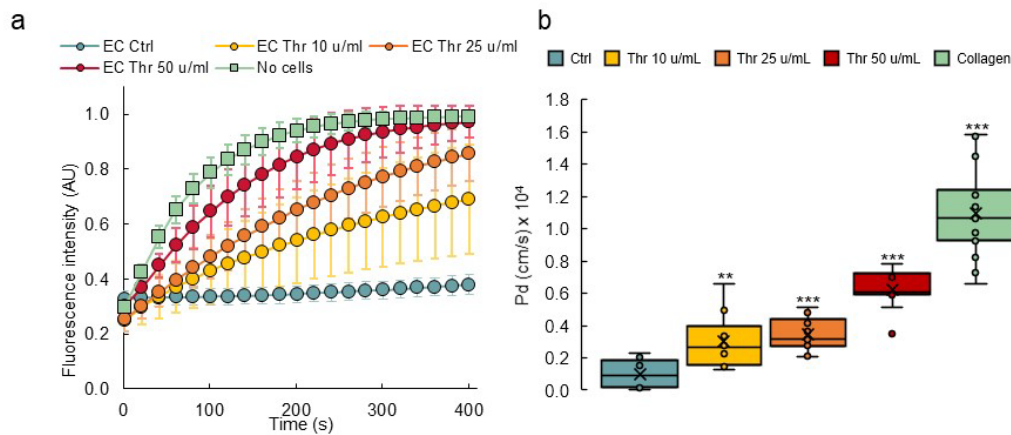 a
EC Ctrl EC Thr 10 u/ml EC Thr 25 u/ml
EC Thr 50 u/ml No cells
Fluorescence intensity (AU)
1.0
0.8
0.6
0.4
0.2
0.0
0 100 200 300 400
Time (s)
b
Ctrl Thr 10 u/mL Thr 25 u/mL Thr 50 u/mL Collagen
Pd (cm/s) x 10⁴
1.8
1.6
1.4
1.2
1.0
0.8
0.6
0.4
0.2
0.0
**
***
***
***